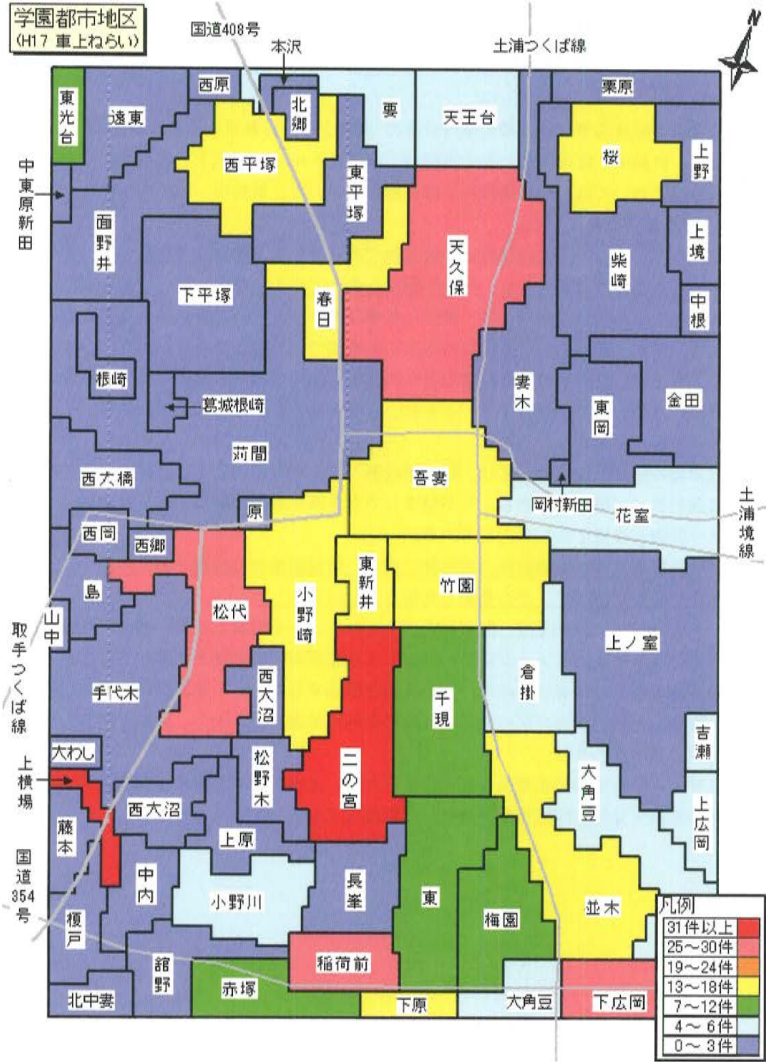 学園都市地区
(H17 車上ねらい)
国道408号
本沢
土浦つくば線
東光台
遠東
西原
北郷
要
天王台
栗原
西平塚
東平塚
桜
上野
中東原新田
面野井
下平塚
春日
天久保
柴崎
上境
中根
根崎
葛城根崎
苅間
妻木
東岡
金田
西大橋
吾妻
岡村新田
花室
土浦境線
原
西岡
西郷
島
山中
松代
小野崎
東新井
竹園
上ノ室
取手つくば線
手代木
西大沼
二の宮
千現
倉掛
吉瀬
大わし
上横場
松野木
大角豆
上広岡
藤本
西大沼
上原
国道354号
中内
小野川
長峯
東
梅園
並木
榎戸
舘野
稲荷前
北中妻
赤塚
下原
大角豆
下広岡
凡例
31件以上
25～30件
19～24件
13～18件
7～12件
4～6件
0～3件